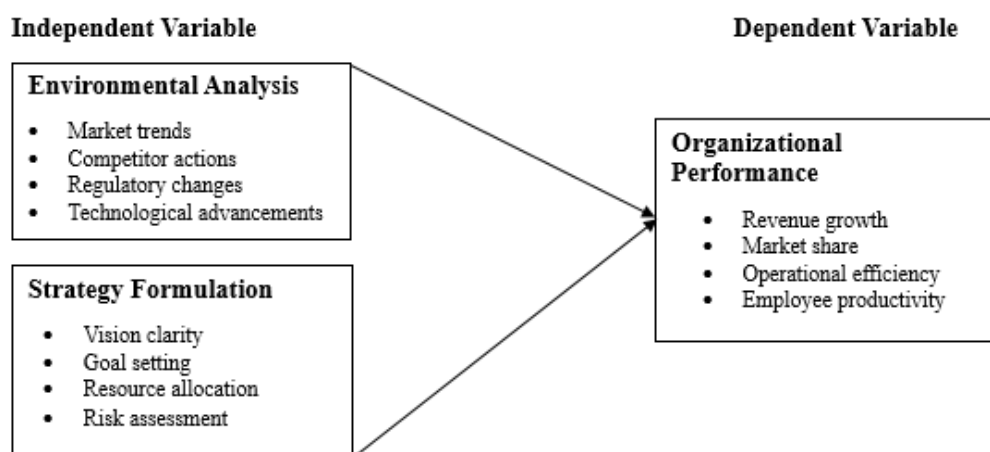 Independent Variable
Dependent Variable
Environmental Analysis
• Market trends
• Competitor actions
• Regulatory changes
• Technological advancements
Strategy Formulation
• Vision clarity
• Goal setting
• Resource allocation
• Risk assessment
Organizational
Performance
• Revenue growth
• Market share
• Operational efficiency
• Employee productivity